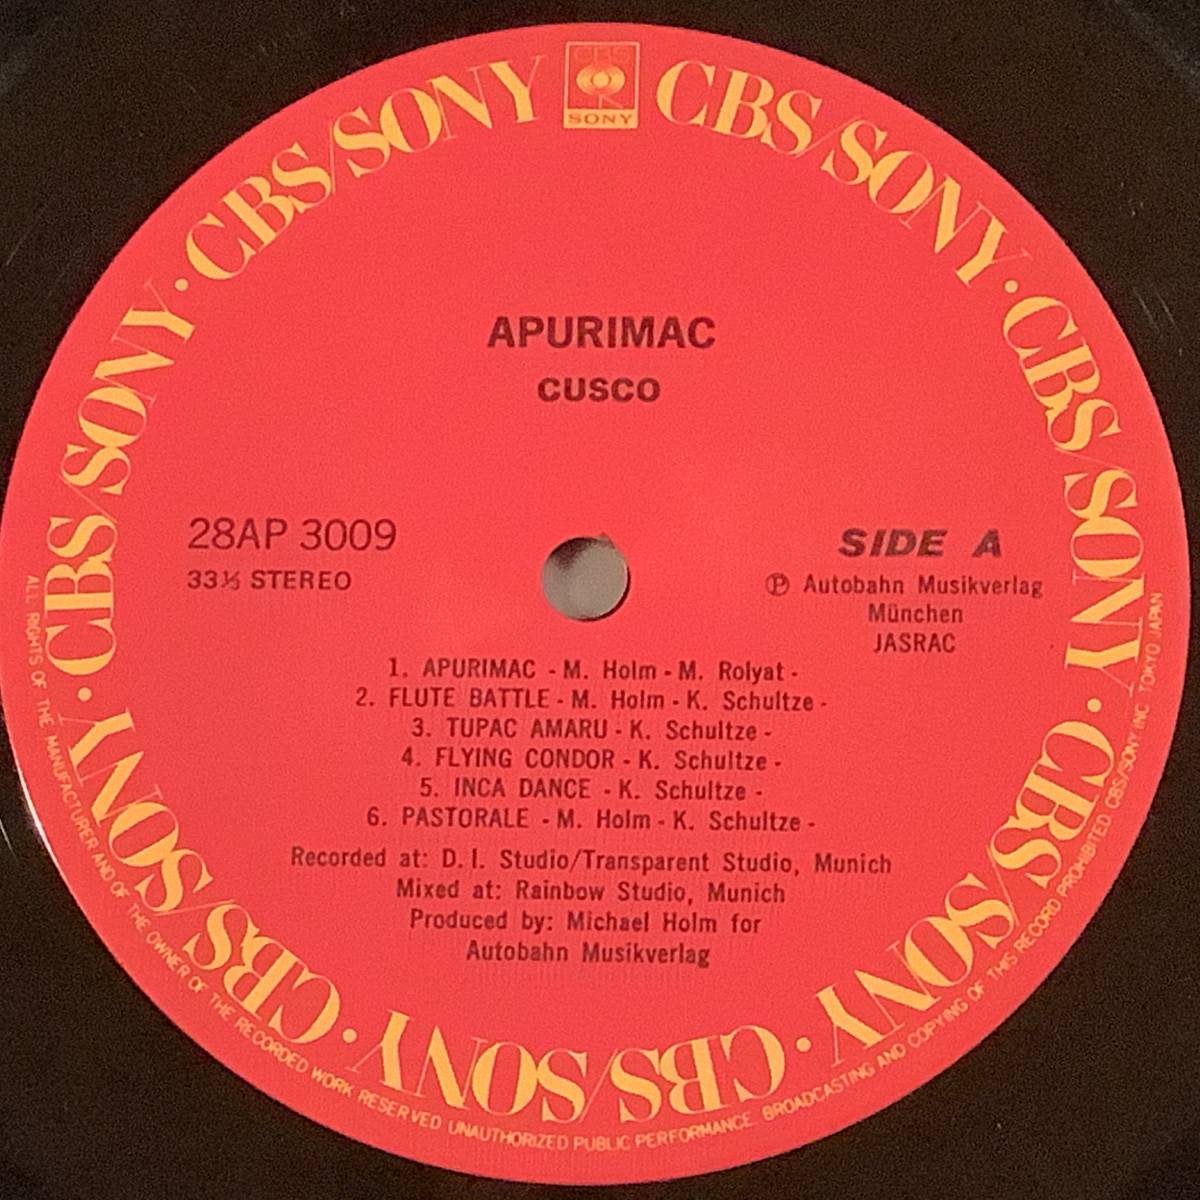 CBS
SONY
CBS/SONY · CBS/SONY · CBS/SONY · CBS/SONY · CBS/SONY · CBS/SONY · CBS/SONY
APURIMAC
CUSCO
28AP 3009
33⅓ STEREO
SIDE A
Ⓟ Autobahn Musikverlag
München
JASRAC
1. APURIMAC - M. Holm - M. Rolyat -
2. FLUTE BATTLE - M. Holm - K. Schultze -
3. TUPAC AMARU - K. Schultze -
4. FLYING CONDOR - K. Schultze -
5. INCA DANCE - K. Schultze -
6. PASTORALE - M. Holm - K. Schultze -
Recorded at: D. I. Studio/Transparent Studio, Munich
Mixed at: Rainbow Studio, Munich
Produced by: Michael Holm for
Autobahn Musikverlag
ALL RIGHTS OF THE MANUFACTURER AND OF THE OWNER OF THE RECORDED WORK RESERVED UNAUTHORIZED PUBLIC PERFORMANCE. BROADCASTING AND COPYING OF THIS RECORD PROHIBITED CBS/SONY INC. TOKYO JAPAN